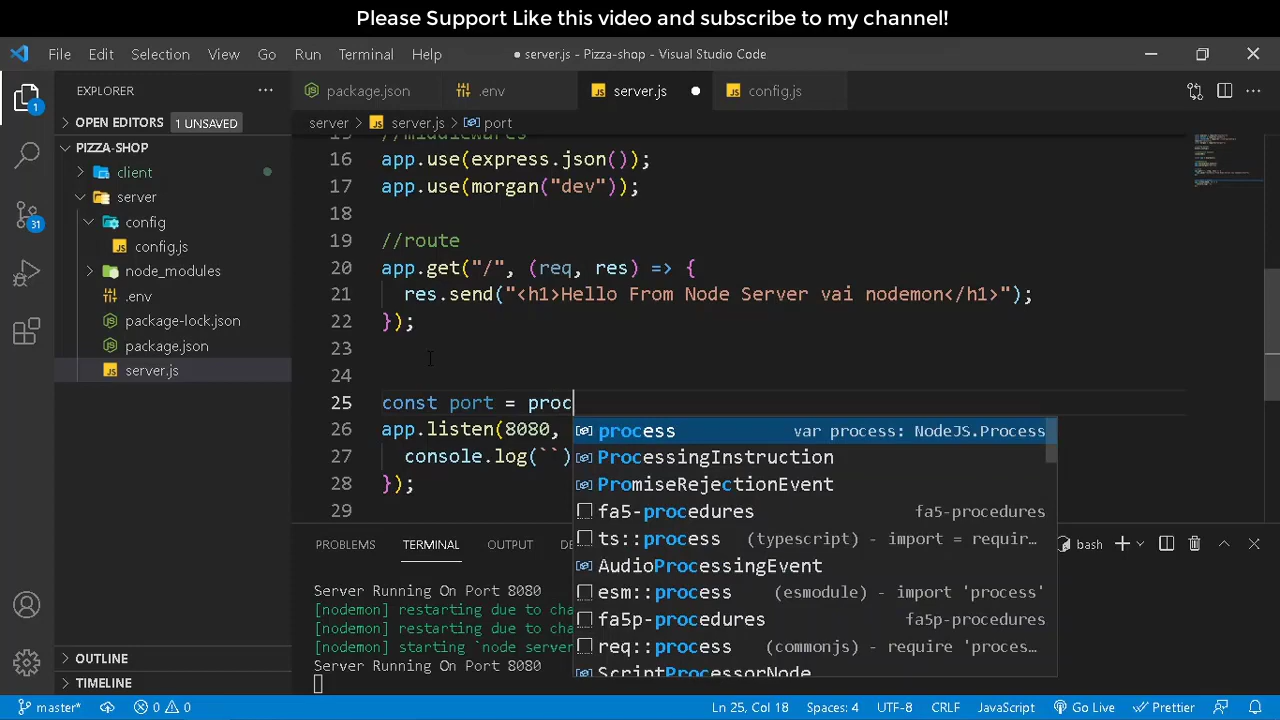 Please Support Like this video and subscribe to my channel!
File Edit Selection View Go Run Terminal Help
● server.js - Pizza-shop - Visual Studio Code
EXPLORER
package.json
.env
server.js
config.js
OPEN EDITORS 1 UNSAVED
server > server.js > port
PIZZA-SHOP
client
server
config
config.js
node_modules
.env
package-lock.json
package.json
server.js
OUTLINE
TIMELINE
1
31
15 //middlewares
16 app.use(express.json());
17 app.use(morgan("dev"));
18
19 //route
20 app.get("/", (req, res) => {
21 res.send("<h1>Hello From Node Server vai nodemon</h1>");
22 });
23
24
25 const port = proc
26 app.listen(8080,
27 console.log(``)
28 });
29
process var process: NodeJS.Process
ProcessingInstruction
PromiseRejectionEvent
fa5-procedures fa5-procedures
ts::process (typescript) - import = requir…
AudioProcessingEvent
esm::process (esmodule) - import 'process'
fa5p-procedures fa5p-procedures
req::process (commonjs) - require 'proces…
ScriptProcessorNode
PROBLEMS TERMINAL OUTPUT DE
bash
Server Running On Port 8080
[nodemon] restarting due to cha
[nodemon] restarting due to cha
[nodemon] starting `node server
Server Running On Port 8080
master* 0 0 Ln 25, Col 18 Spaces: 4 UTF-8 CRLF JavaScript Go Live Prettier